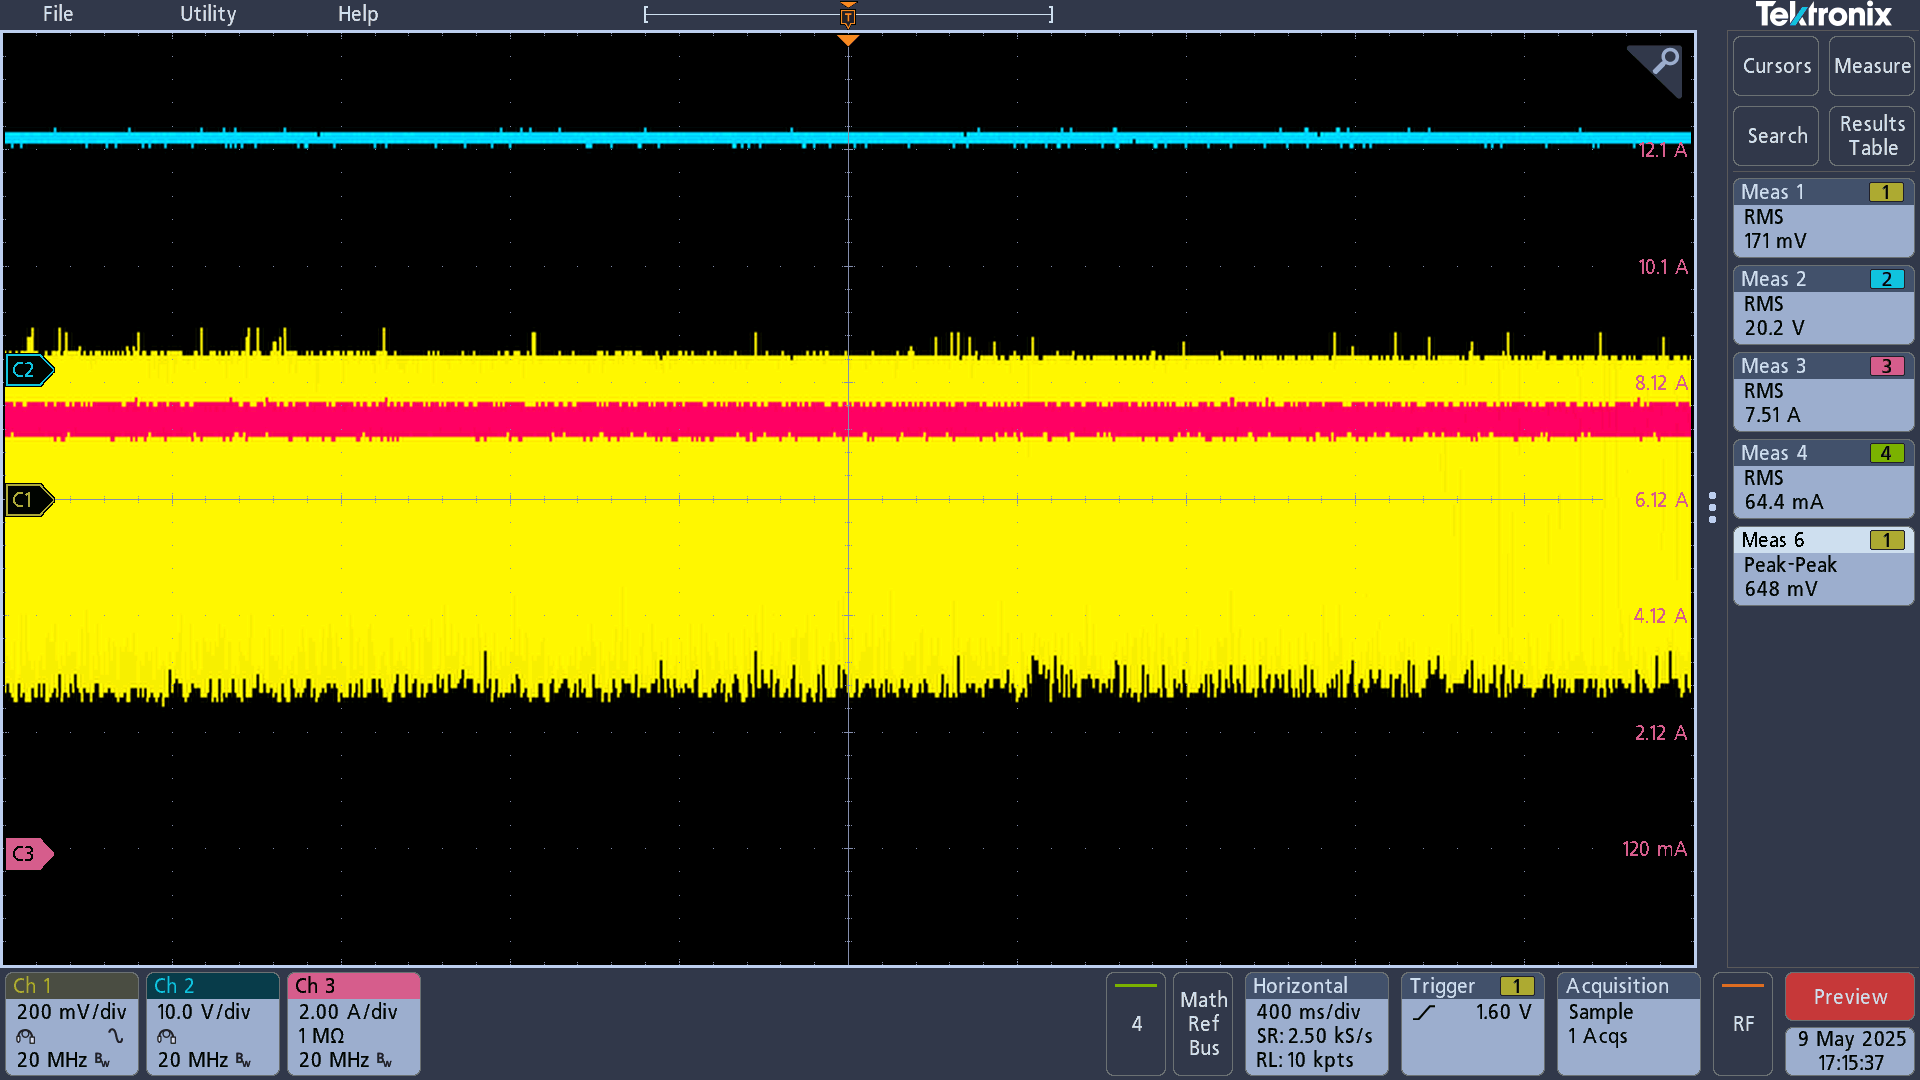 File Utility Help
T
Tektronix
Cursors Measure
Search Results Table
12.1 A
10.1 A
8.12 A
6.12 A
4.12 A
2.12 A
120 mA
C2
C1
C3
Meas 1 1
RMS
171 mV
Meas 2 2
RMS
20.2 V
Meas 3 3
RMS
7.51 A
Meas 4 4
RMS
64.4 mA
Meas 6 1
Peak-Peak
648 mV
Ch 1
200 mV/div
20 MHz Bw
Ch 2
10.0 V/div
20 MHz Bw
Ch 3
2.00 A/div
1 MΩ
20 MHz Bw
4
Math
Ref
Bus
Horizontal
400 ms/div
SR: 2.50 kS/s
RL: 10 kpts
Trigger 1
1.60 V
Acquisition
Sample
1 Acqs
RF
Preview
9 May 2025
17:15:37